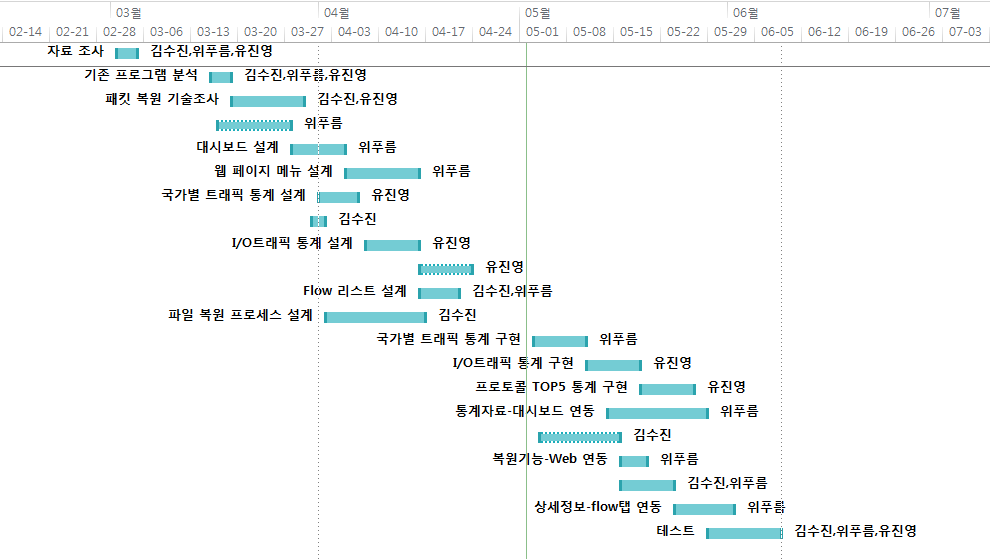 03월 04월 05월 06월 07월
02-14 02-21 02-28 03-06 03-13 03-20 03-27 04-03 04-10 04-17 04-24 05-01 05-08 05-15 05-22 05-29 06-05 06-12 06-19 06-26 07-03
자료 조사 김수진,위푸름,유진영
기존 프로그램 분석 김수진,위푸름,유진영
패킷 복원 기술조사 김수진,유진영
위푸름
대시보드 설계 위푸름
웹 페이지 메뉴 설계 위푸름
국가별 트래픽 통계 설계 유진영
김수진
I/O트래픽 통계 설계 유진영
유진영
Flow 리스트 설계 김수진,위푸름
파일 복원 프로세스 설계 김수진
국가별 트래픽 통계 구현 위푸름
I/O트래픽 통계 구현 유진영
프로토콜 TOP5 통계 구현 유진영
통계자료-대시보드 연동 위푸름
김수진
복원기능-Web 연동 위푸름
김수진,위푸름
상세정보-flow탭 연동 위푸름
테스트 김수진,위푸름,유진영